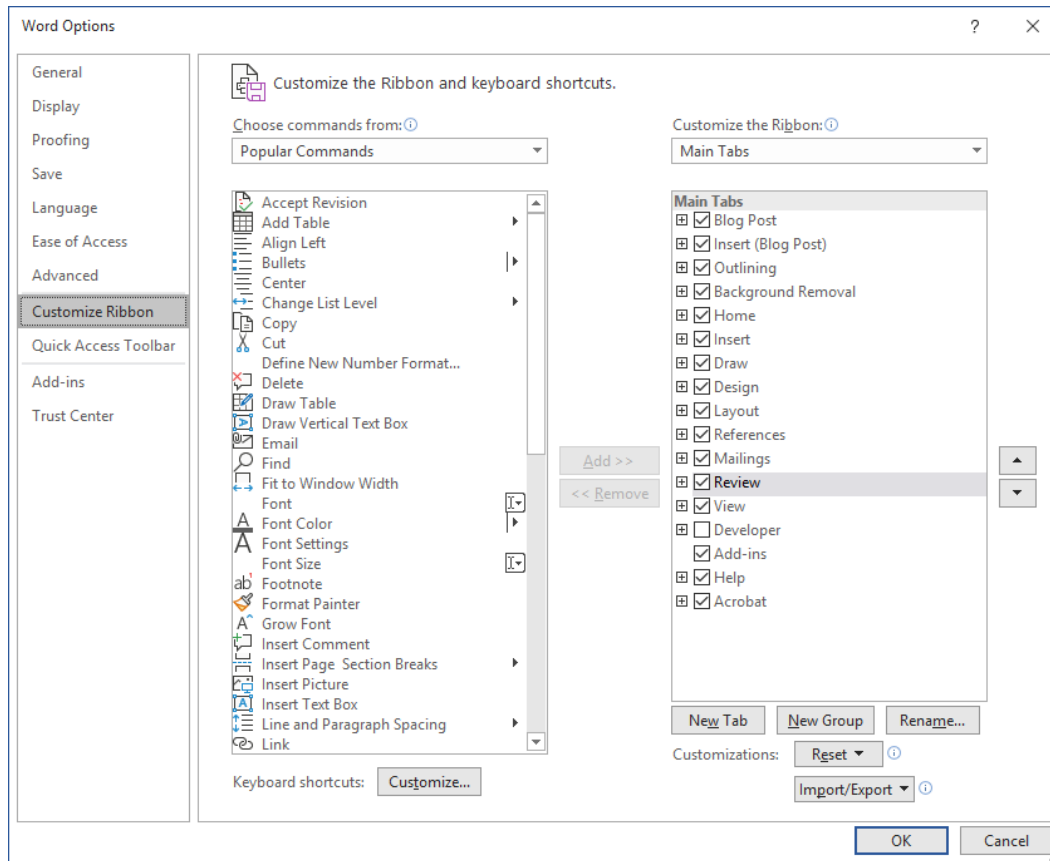 Word Options
?
General
Display
Proofing
Save
Language
Ease of Access
Advanced
Customize Ribbon
Quick Access Toolbar
Add-ins
Trust Center
Customize the Ribbon and keyboard shortcuts.
Choose commands from:
Popular Commands
Accept Revision
Add Table
Align Left
Bullets
Center
Change List Level
Copy
Cut
Define New Number Format...
Delete
Draw Table
Draw Vertical Text Box
Email
Find
Fit to Window Width
Font
Font Color
Font Settings
Font Size
Footnote
Format Painter
Grow Font
Insert Comment
Insert Page  Section Breaks
Insert Picture
Insert Text Box
Line and Paragraph Spacing
Link
Keyboard shortcuts: Customize...
Add >>
<< Remove
Customize the Ribbon:
Main Tabs
Main Tabs
Blog Post
Insert (Blog Post)
Outlining
Background Removal
Home
Insert
Draw
Design
Layout
References
Mailings
Review
View
Developer
Add-ins
Help
Acrobat
New Tab New Group Rename...
Customizations: Reset
Import/Export
OK Cancel